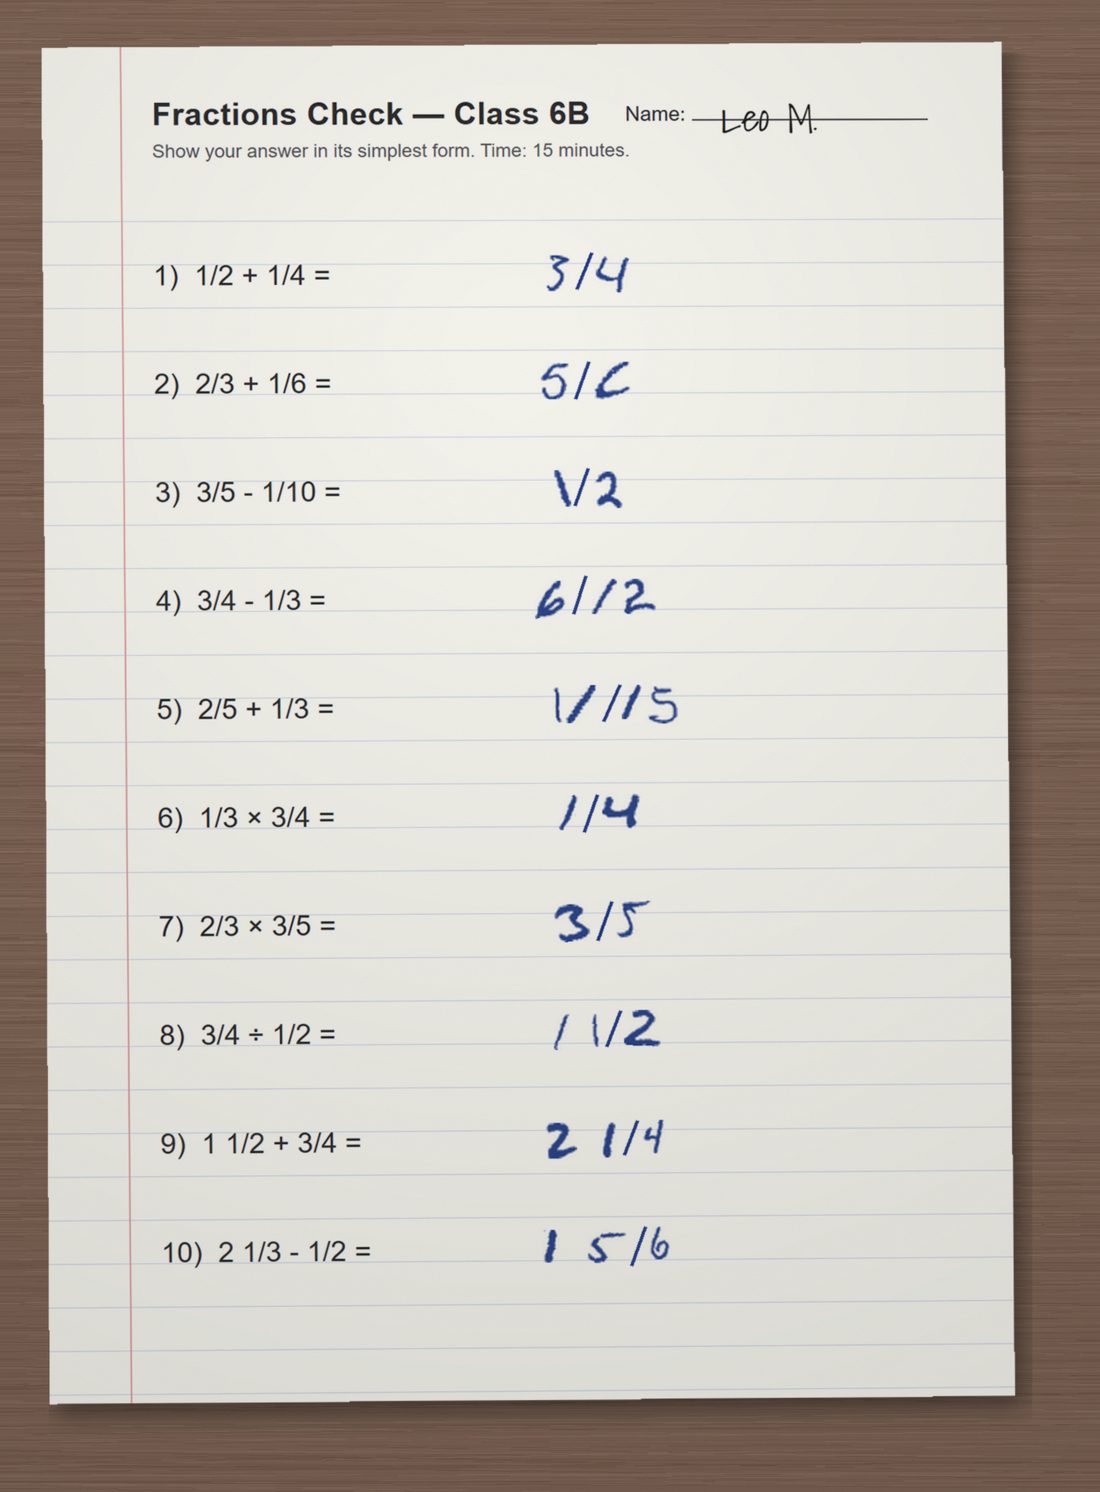 Fractions Check — Class 6B Name: Leo M.
Show your answer in its simplest form. Time: 15 minutes.
1) 1/2 + 1/4 = 3/4
2) 2/3 + 1/6 = 5/6
3) 3/5 - 1/10 = 1/2
4) 3/4 - 1/3 = 6/12
5) 2/5 + 1/3 = 11/15
6) 1/3 × 3/4 = 1/4
7) 2/3 × 3/5 = 3/5
8) 3/4 ÷ 1/2 = 1 1/2
9) 1 1/2 + 3/4 = 2 1/4
10) 2 1/3 - 1/2 = 1 5/6